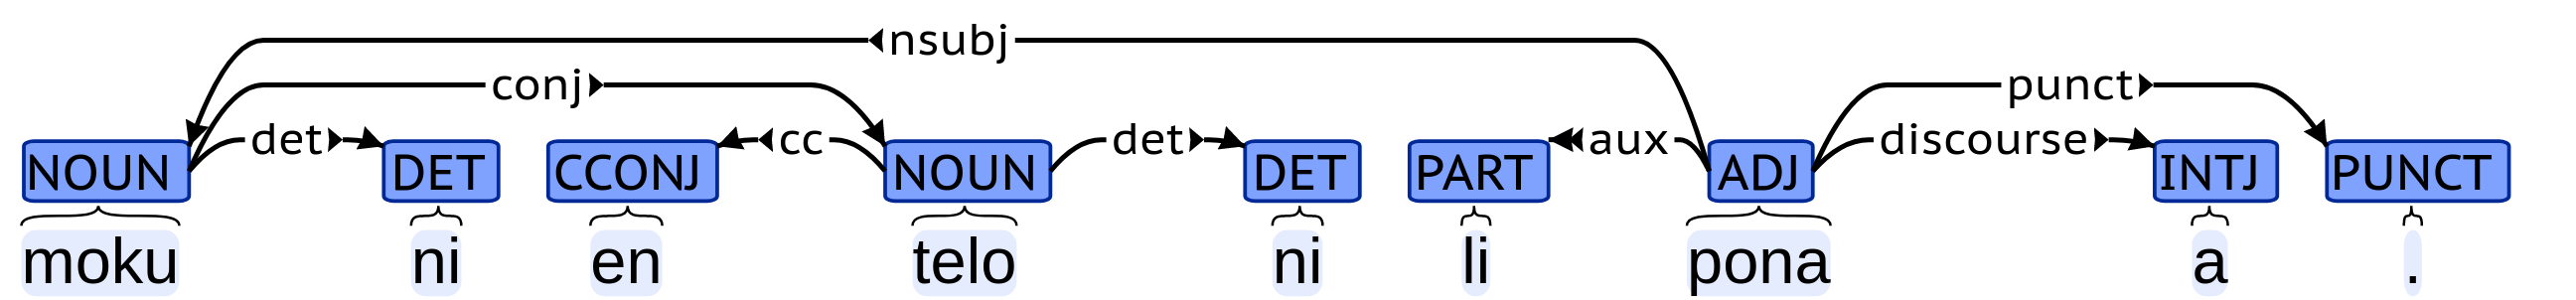 nsubj
conj punct
det cc det aux discourse
NOUN DET CCONJ NOUN DET PART ADJ INTJ PUNCT
moku ni en telo ni li pona a .